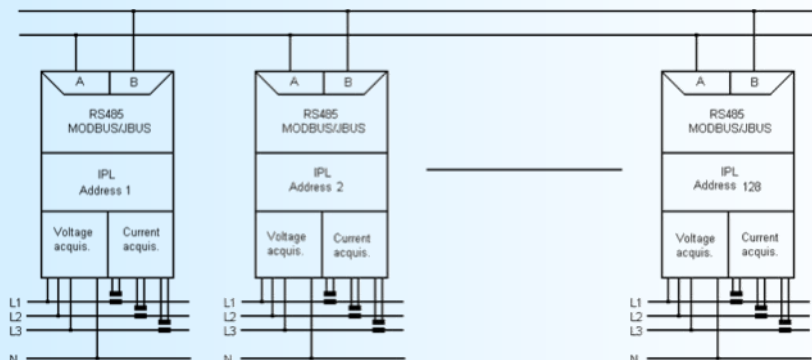 A B
RS485
MODBUS/JBUS
IPL
Address 1
Voltage acquis.
Current acquis.
L1
L2
L3
N
A B
RS485
MODBUS/JBUS
IPL
Address 2
Voltage acquis.
Current acquis.
L1
L2
L3
N
A B
RS485
MODBUS/JBUS
IPL
Address 128
Voltage acquis.
Current acquis.
L1
L2
L3
N